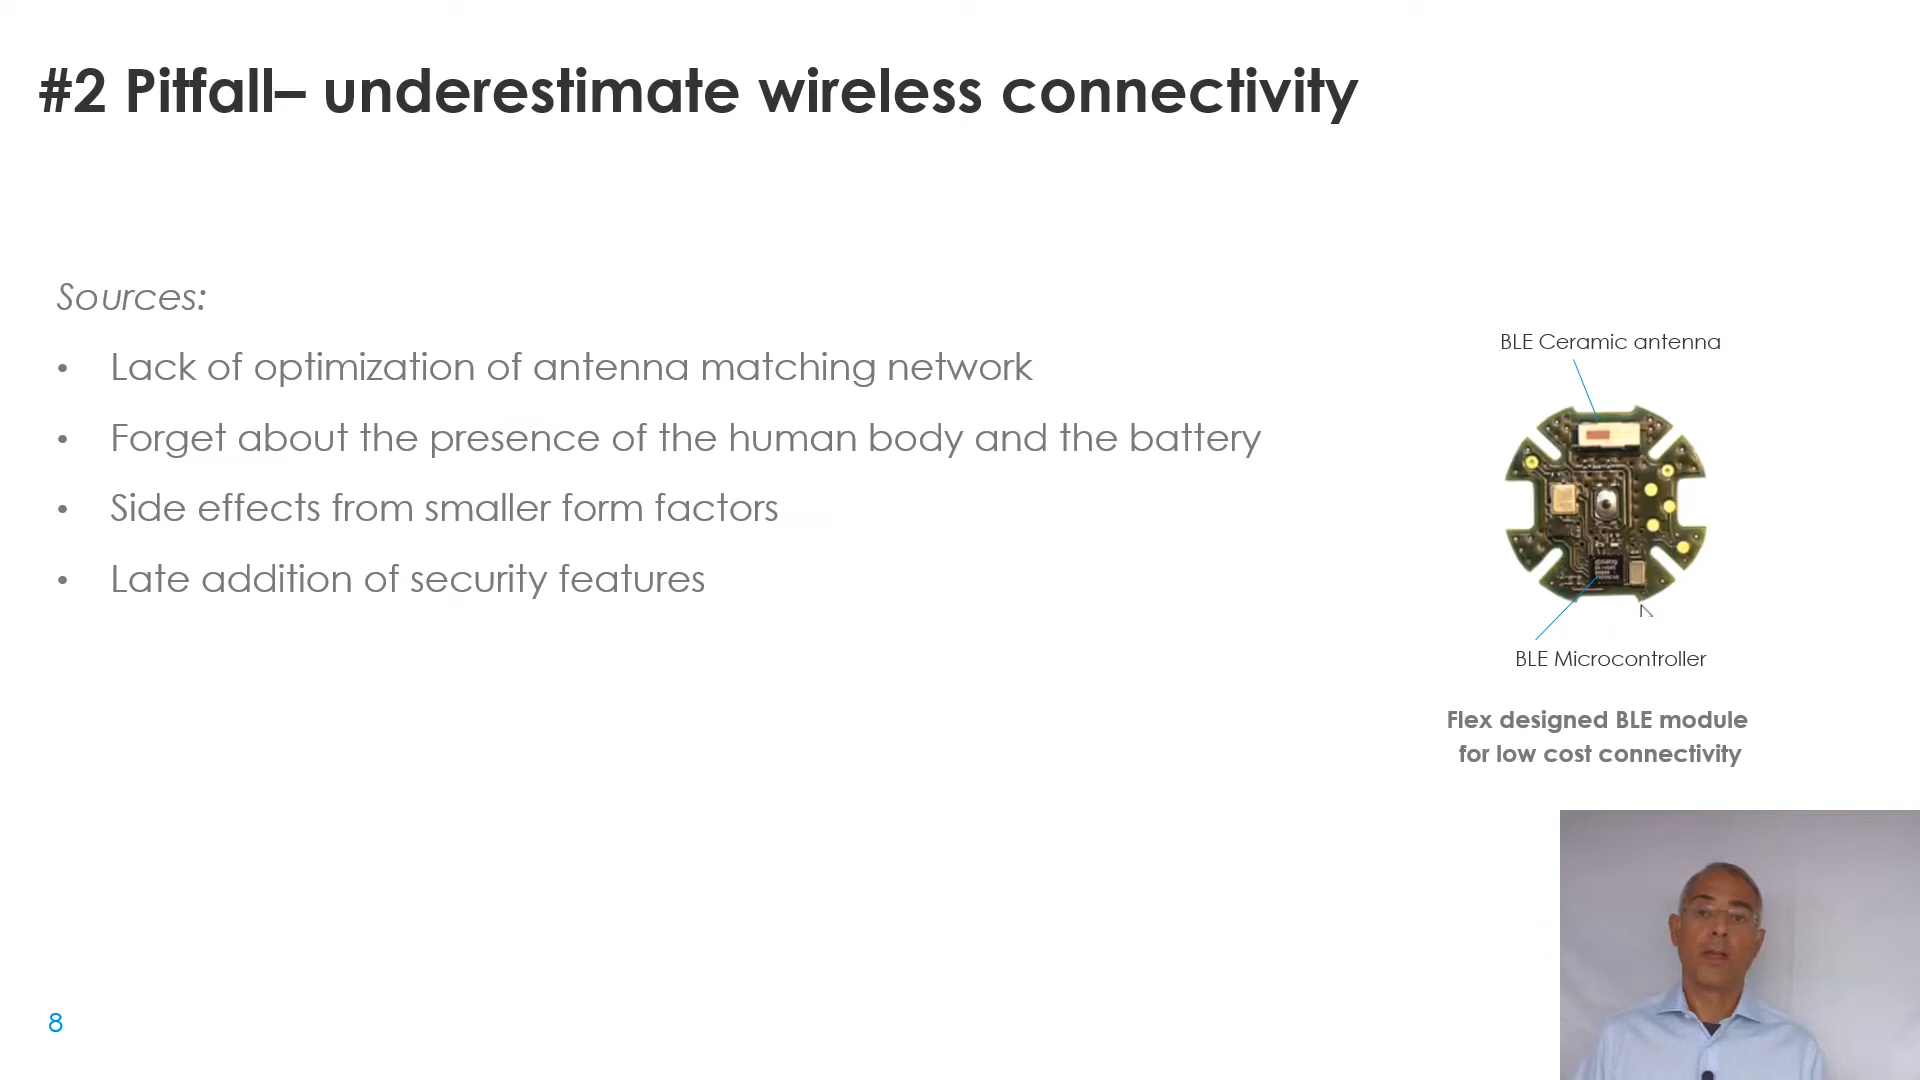 #2 Pitfall– underestimate wireless connectivity
Sources:
• Lack of optimization of antenna matching network
• Forget about the presence of the human body and the battery
• Side effects from smaller form factors
• Late addition of security features
BLE Ceramic antenna
BLE Microcontroller
Flex designed BLE module
for low cost connectivity
8